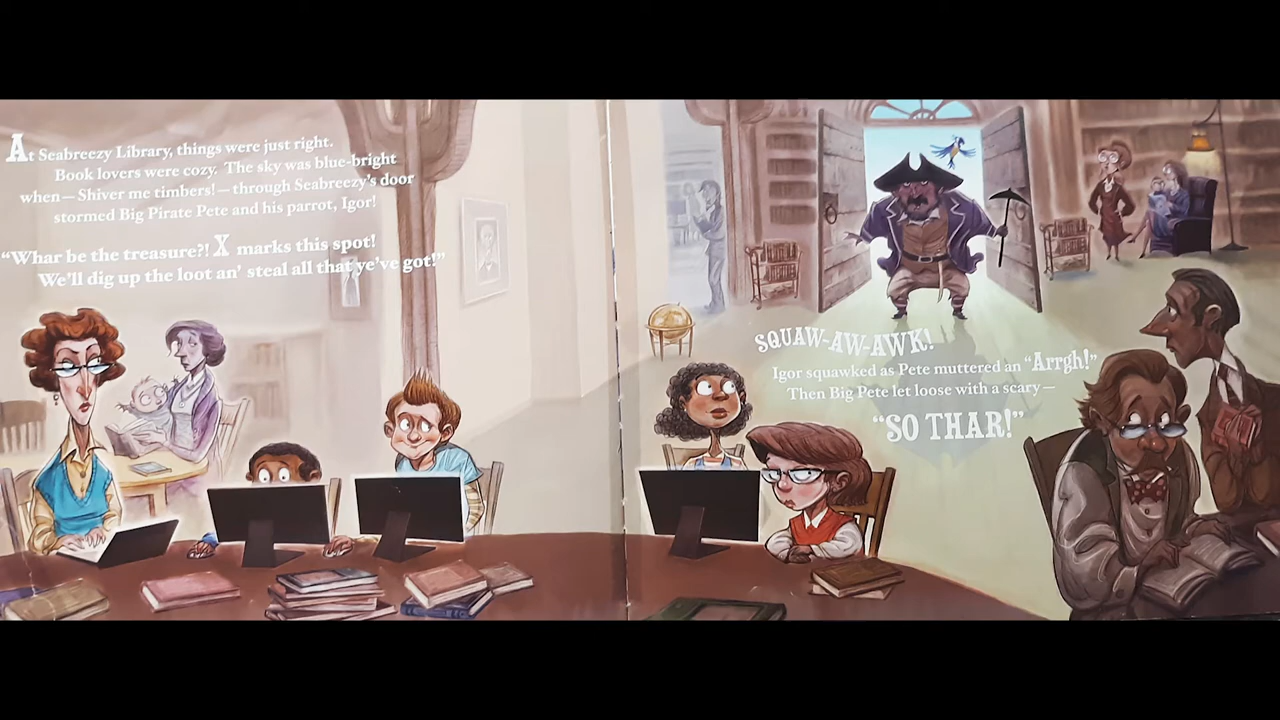 At Seabreezy Library, things were just right.
Book lovers were cozy. The sky was blue-bright
when—Shiver me timbers!—through Seabreezy's door
stormed Big Pirate Pete and his parrot, Igor!
"Whar be the treasure?! X marks this spot!
We'll dig up the loot an' steal all that ye've got!"
SQUAW-AW-AWK!
Igor squawked as Pete muttered an "Arrgh!"
Then Big Pete let loose with a scary—
"SO THAR!"